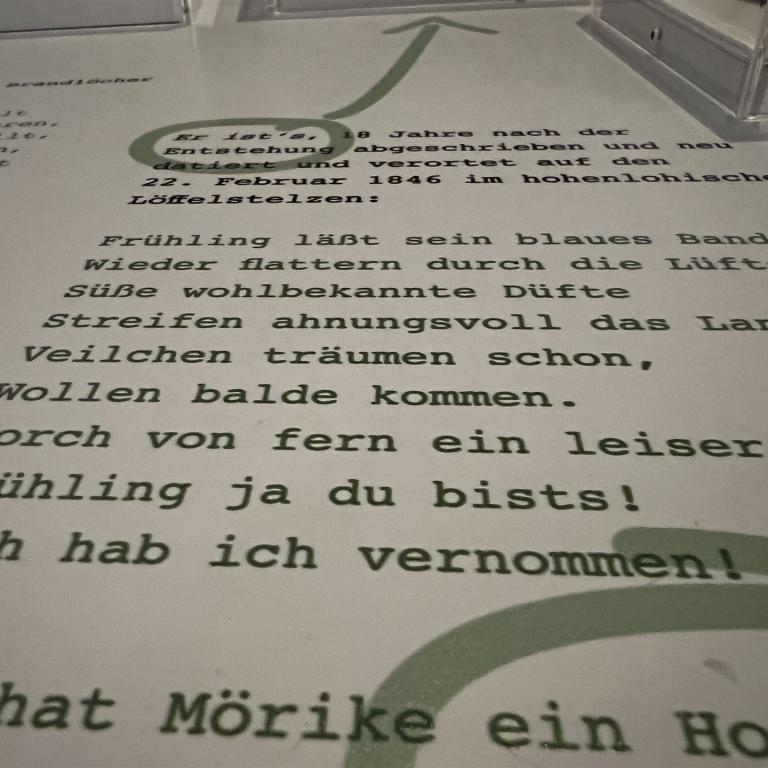 Brandlöcher
Er ist's, 18 Jahre nach der
Entstehung abgeschrieben und neu
datiert und verortet auf den
22. Februar 1846 im hohenlohische
Löffelstelzen:
Frühling läßt sein blaues Band
Wieder flattern durch die Lüft
Süße wohlbekannte Düfte
Streifen ahnungsvoll das Lan
Veilchen träumen schon,
Wollen balde kommen.
orch von fern ein leiser
ühling ja du bists!
h hab ich vernommen!
hat Mörike ein Ho